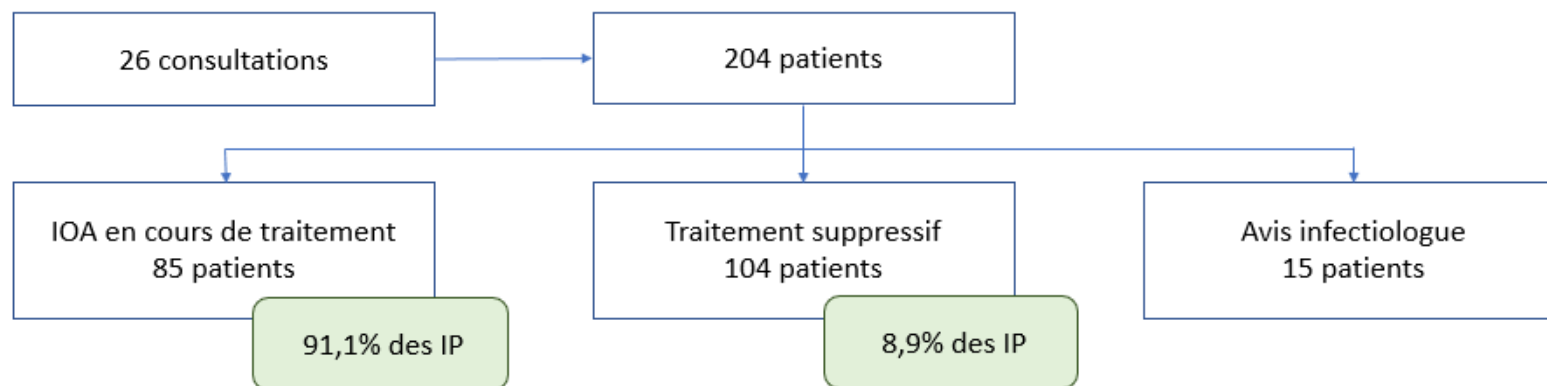 26 consultations
204 patients
IOA en cours de traitement
85 patients
91,1% des IP
Traitement suppressif
104 patients
8,9% des IP
Avis infectiologue
15 patients